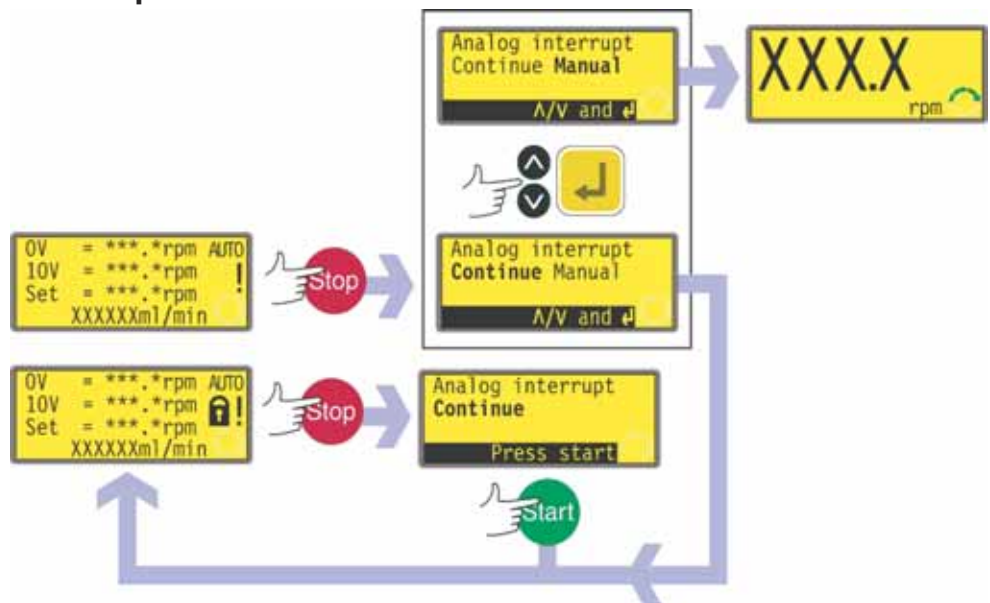 Analog interrupt
Continue Manual
∧/∨ and ↵
XXX.X
rpm
0V = ***.*rpm AUTO
10V = ***.*rpm !
Set = ***.*rpm
XXXXXXml/min
Stop
Analog interrupt
Continue Manual
∧/∨ and ↵
0V = ***.*rpm AUTO
10V = ***.*rpm !
Set = ***.*rpm
XXXXXXml/min
Stop
Analog interrupt
Continue
Press start
Start